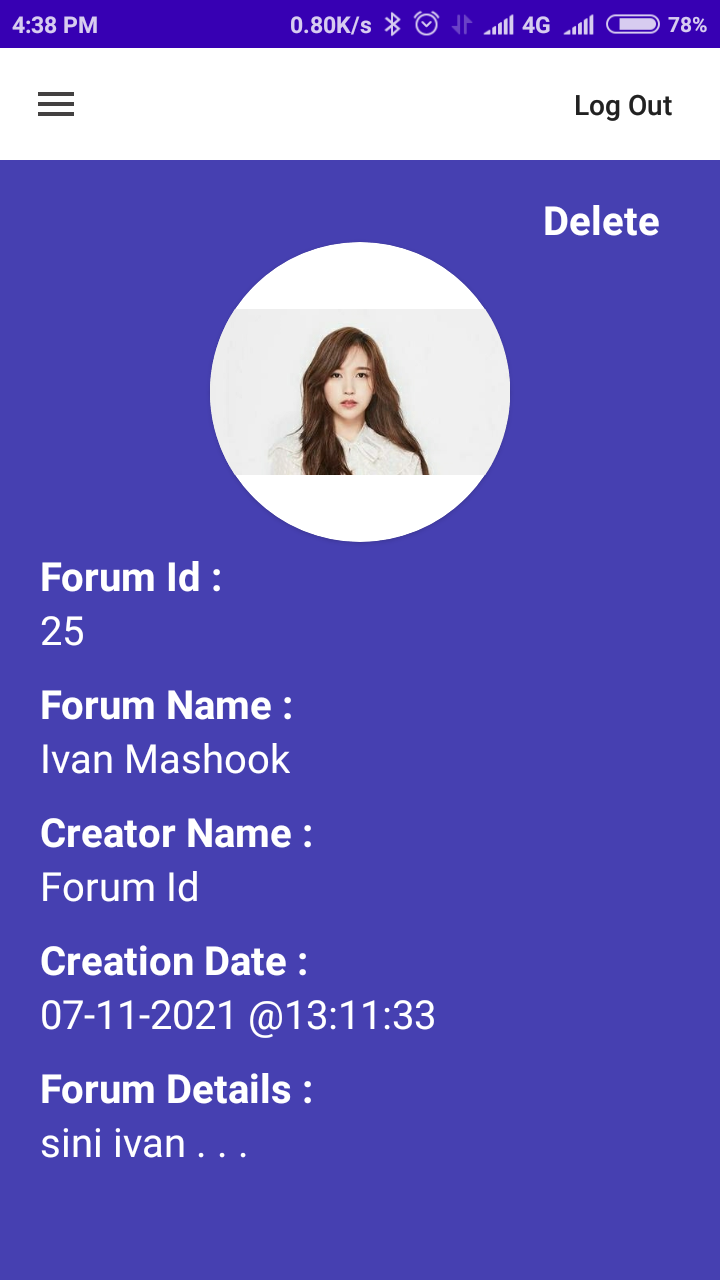 4:38 PM 0.80K/s 4G 78%
Log Out
Delete
Forum Id :
25
Forum Name :
Ivan Mashook
Creator Name :
Forum Id
Creation Date :
07-11-2021 @13:11:33
Forum Details :
sini ivan . . .